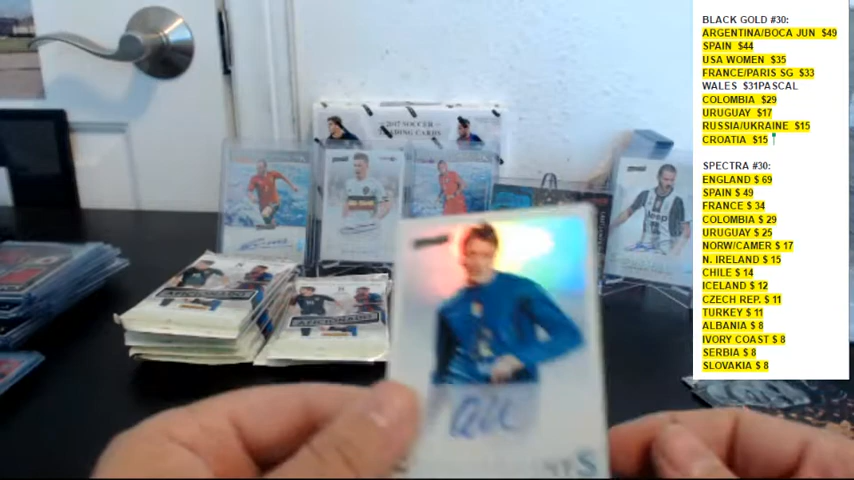 BLACK GOLD #30:
ARGENTINA/BOCA JUN $49
SPAIN $44
USA WOMEN $35
FRANCE/PARIS SG $33
WALES $31PASCAL
COLOMBIA $29
URUGUAY $17
RUSSIA/UKRAINE $15
CROATIA $15
SPECTRA #30:
ENGLAND $ 69
SPAIN $ 49
FRANCE $ 34
COLOMBIA $ 29
URUGUAY $ 25
NORW/CAMER $ 17
N. IRELAND $ 15
CHILE $ 14
ICELAND $ 12
CZECH REP. $ 11
TURKEY $ 11
ALBANIA $ 8
IVORY COAST $ 8
SERBIA $ 8
SLOVAKIA $ 8
2017 SOCCER
TRADING CARDS
Jeep
AFICIONADO
AFICIONADO